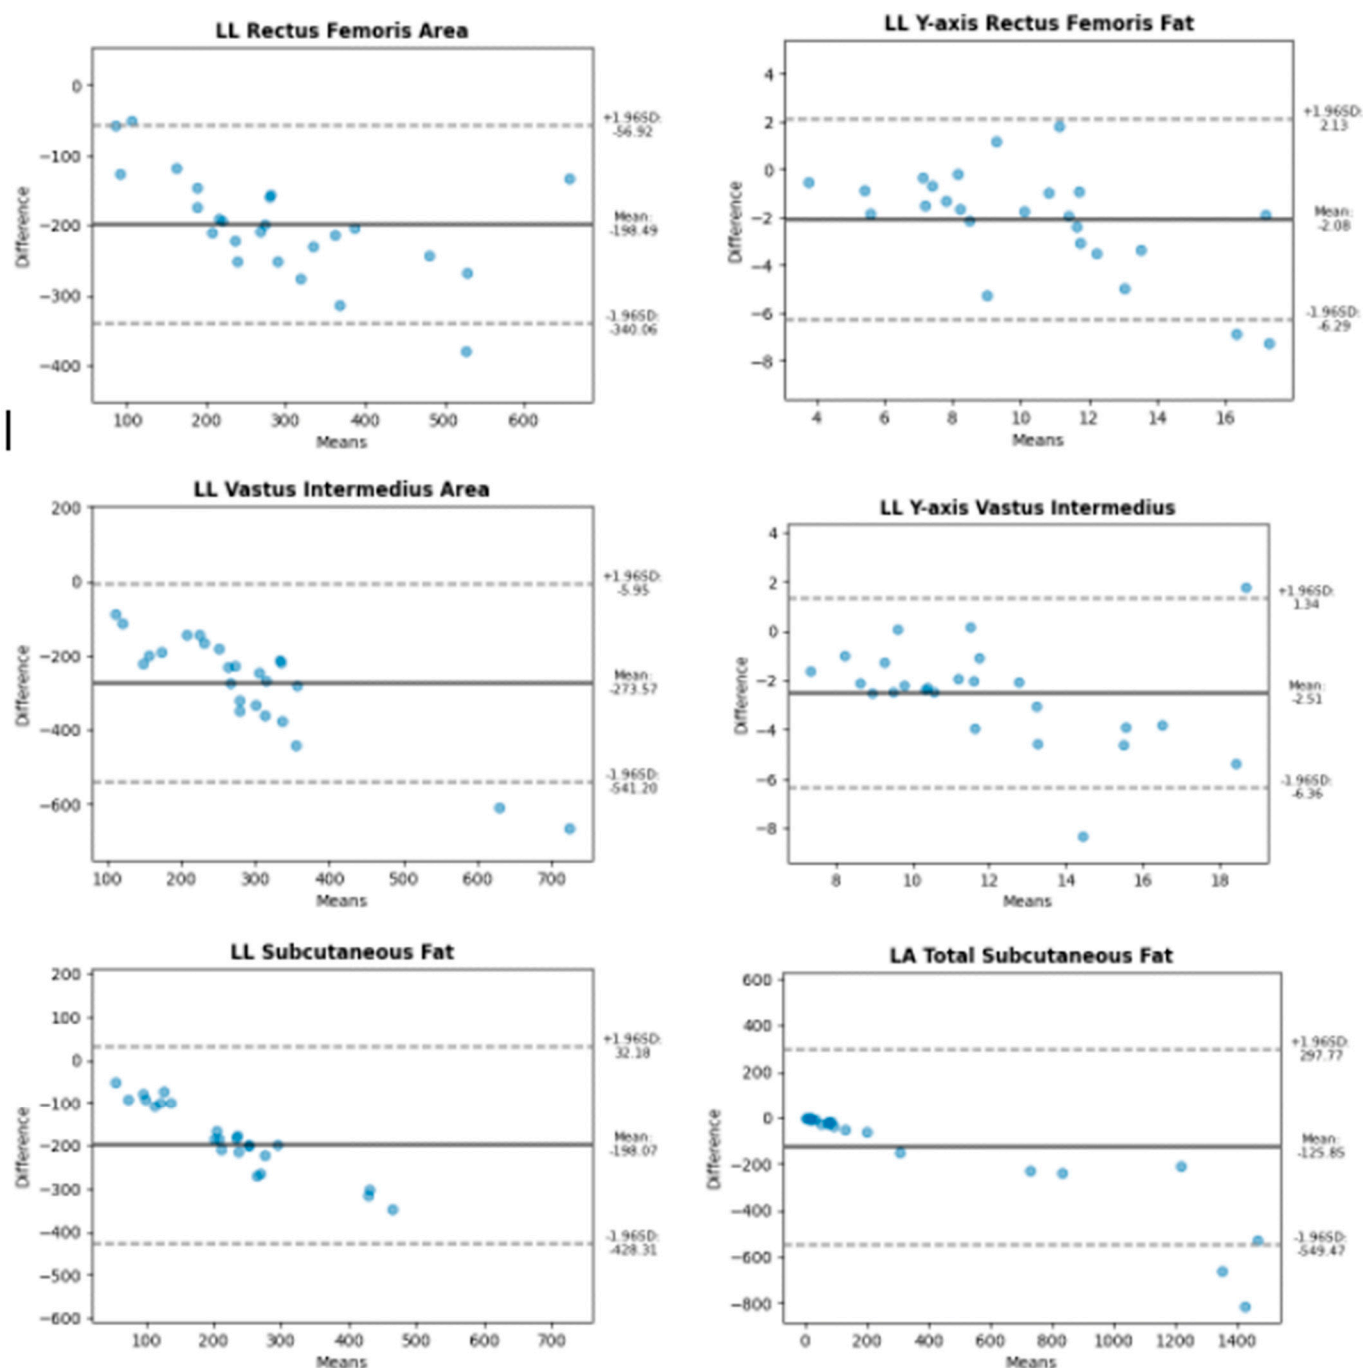 LL Rectus Femoris Area
0
−100
−200
−300
−400
Difference
100 200 300 400 500 600
Means
+1.96SD:
-56.92
Mean:
-198.49
-1.96SD:
-340.06
LL Y-axis Rectus Femoris Fat
4
2
0
−2
−4
−6
−8
Difference
4 6 8 10 12 14 16
Means
+1.96SD:
2.13
Mean:
-2.08
-1.96SD:
-6.29
LL Vastus Intermedius Area
200
0
−200
−400
−600
Difference
100 200 300 400 500 600 700
Means
+1.96SD:
-5.95
Mean:
-273.57
-1.96SD:
-541.20
LL Y-axis Vastus Intermedius
4
2
0
−2
−4
−6
−8
Difference
8 10 12 14 16 18
Means
+1.96SD:
1.34
Mean:
-2.51
-1.96SD:
-6.36
LL Subcutaneous Fat
200
100
0
−100
−200
−300
−400
−500
−600
Difference
100 200 300 400 500 600 700
Means
+1.96SD:
32.18
Mean:
-198.07
-1.96SD:
-428.31
LA Total Subcutaneous Fat
600
400
200
0
−200
−400
−600
−800
Difference
0 200 400 600 800 1000 1200 1400
Means
+1.96SD:
297.77
Mean:
-125.85
-1.96SD:
-549.47